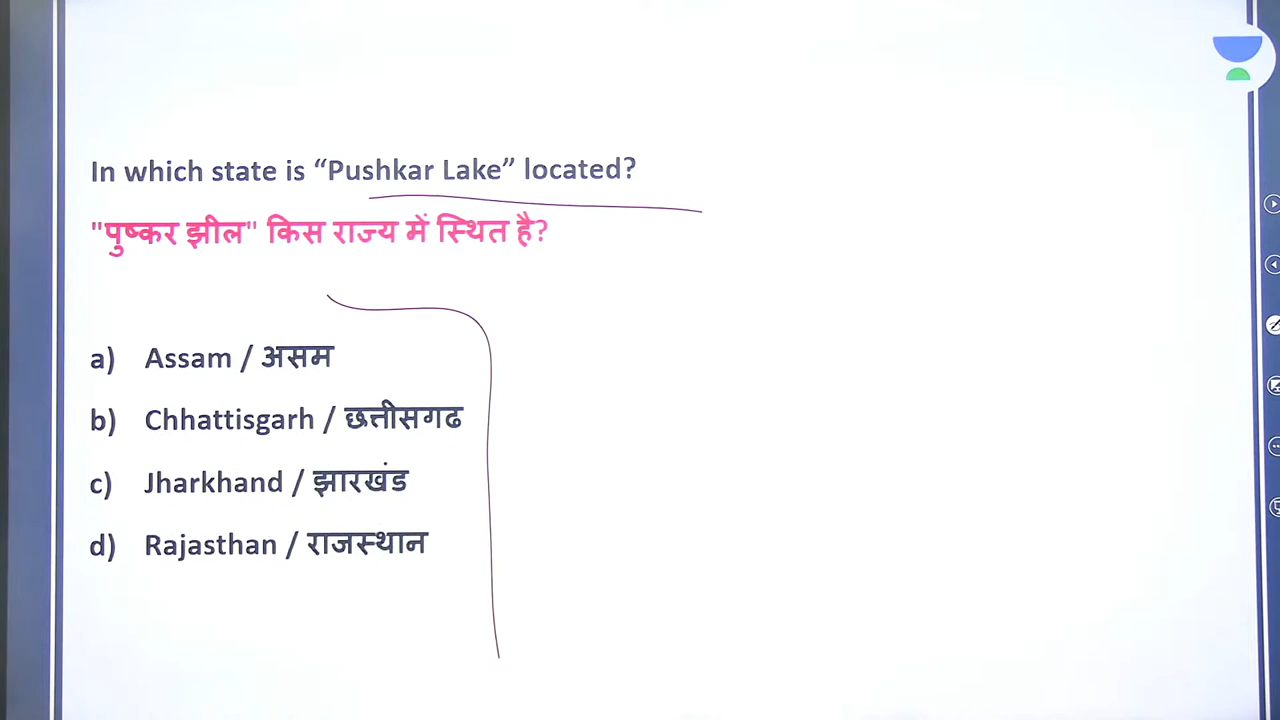 In which state is “Pushkar Lake” located?
"पुष्कर झील" किस राज्य में स्थित है?
a) Assam / असम
b) Chhattisgarh / छत्तीसगढ
c) Jharkhand / झारखंड
d) Rajasthan / राजस्थान